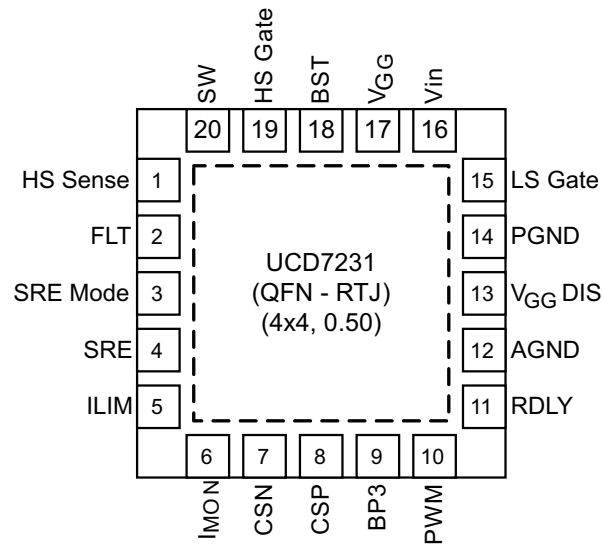 SW
HS Gate
BST
VGG
Vin
20
19
18
17
16
HS Sense 1
FLT 2
SRE Mode 3
SRE 4
ILIM 5
UCD7231
(QFN - RTJ)
(4x4, 0.50)
15 LS Gate
14 PGND
13 VGG DIS
12 AGND
11 RDLY
6
7
8
9
10
IMON
CSN
CSP
BP3
PWM